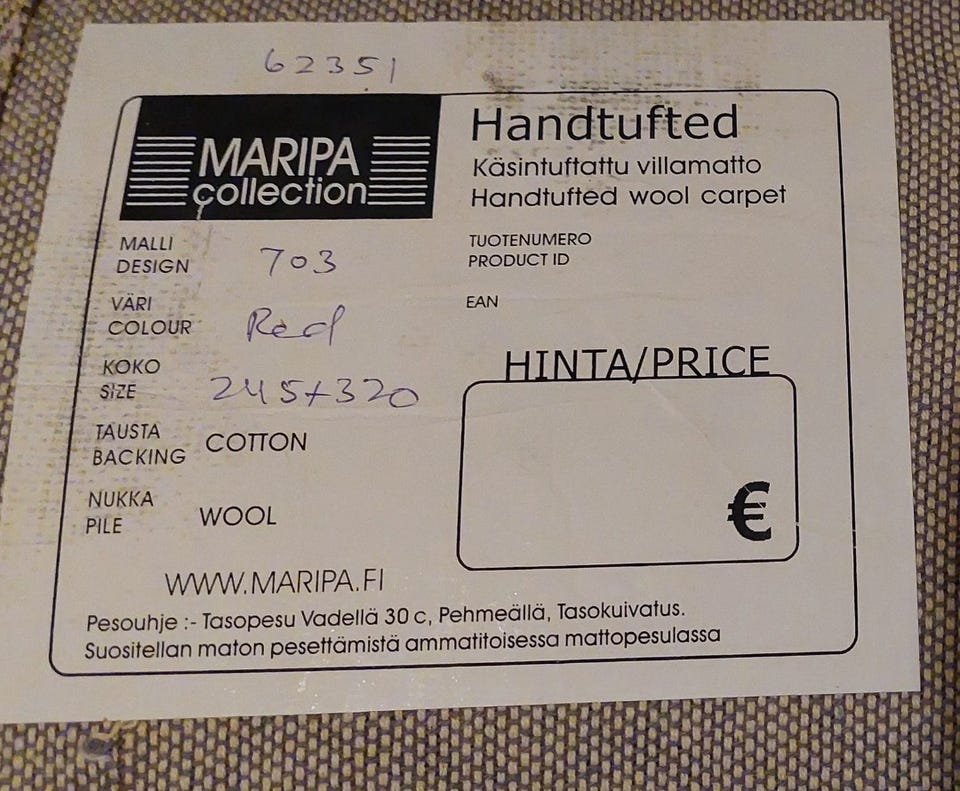 62351
MARIPA
collection
Handtufted
Käsintuftattu villamatto
Handtufted wool carpet
MALLI
DESIGN 703
VÄRI
COLOUR Red
KOKO
SIZE 245+320
TAUSTA
BACKING COTTON
NUKKA
PILE WOOL
TUOTENUMERO
PRODUCT ID
EAN
HINTA/PRICE
€
WWW.MARIPA.FI
Pesouhje :- Tasopesu Vadellä 30 c, Pehmeällä, Tasokuivatus.
Suositellan maton pesettämistä ammatitoisessa mattopesulassa